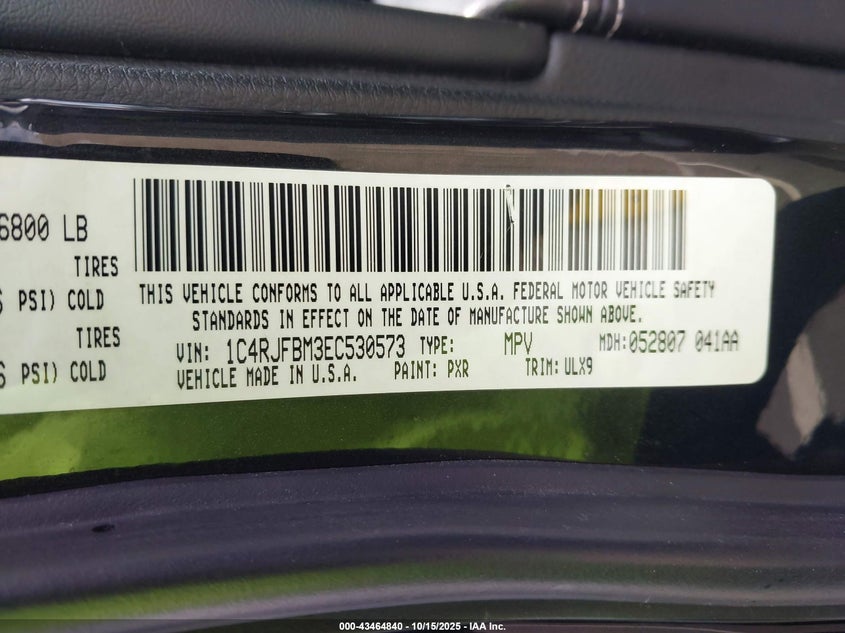 6800 LB
TIRES
PSI) COLD
TIRES
PSI) COLD
THIS VEHICLE CONFORMS TO ALL APPLICABLE U.S.A. FEDERAL MOTOR VEHICLE SAFETY
STANDARDS IN EFFECT ON THE DATE OF MANUFACTURE SHOWN ABOVE.
VIN: 1C4RJFBM3EC530573 TYPE: MPV MDH:052807 041AA
VEHICLE MADE IN U.S.A. PAINT: PXR TRIM:ULX9
000-43464840 - 10/15/2025 - IAA Inc.